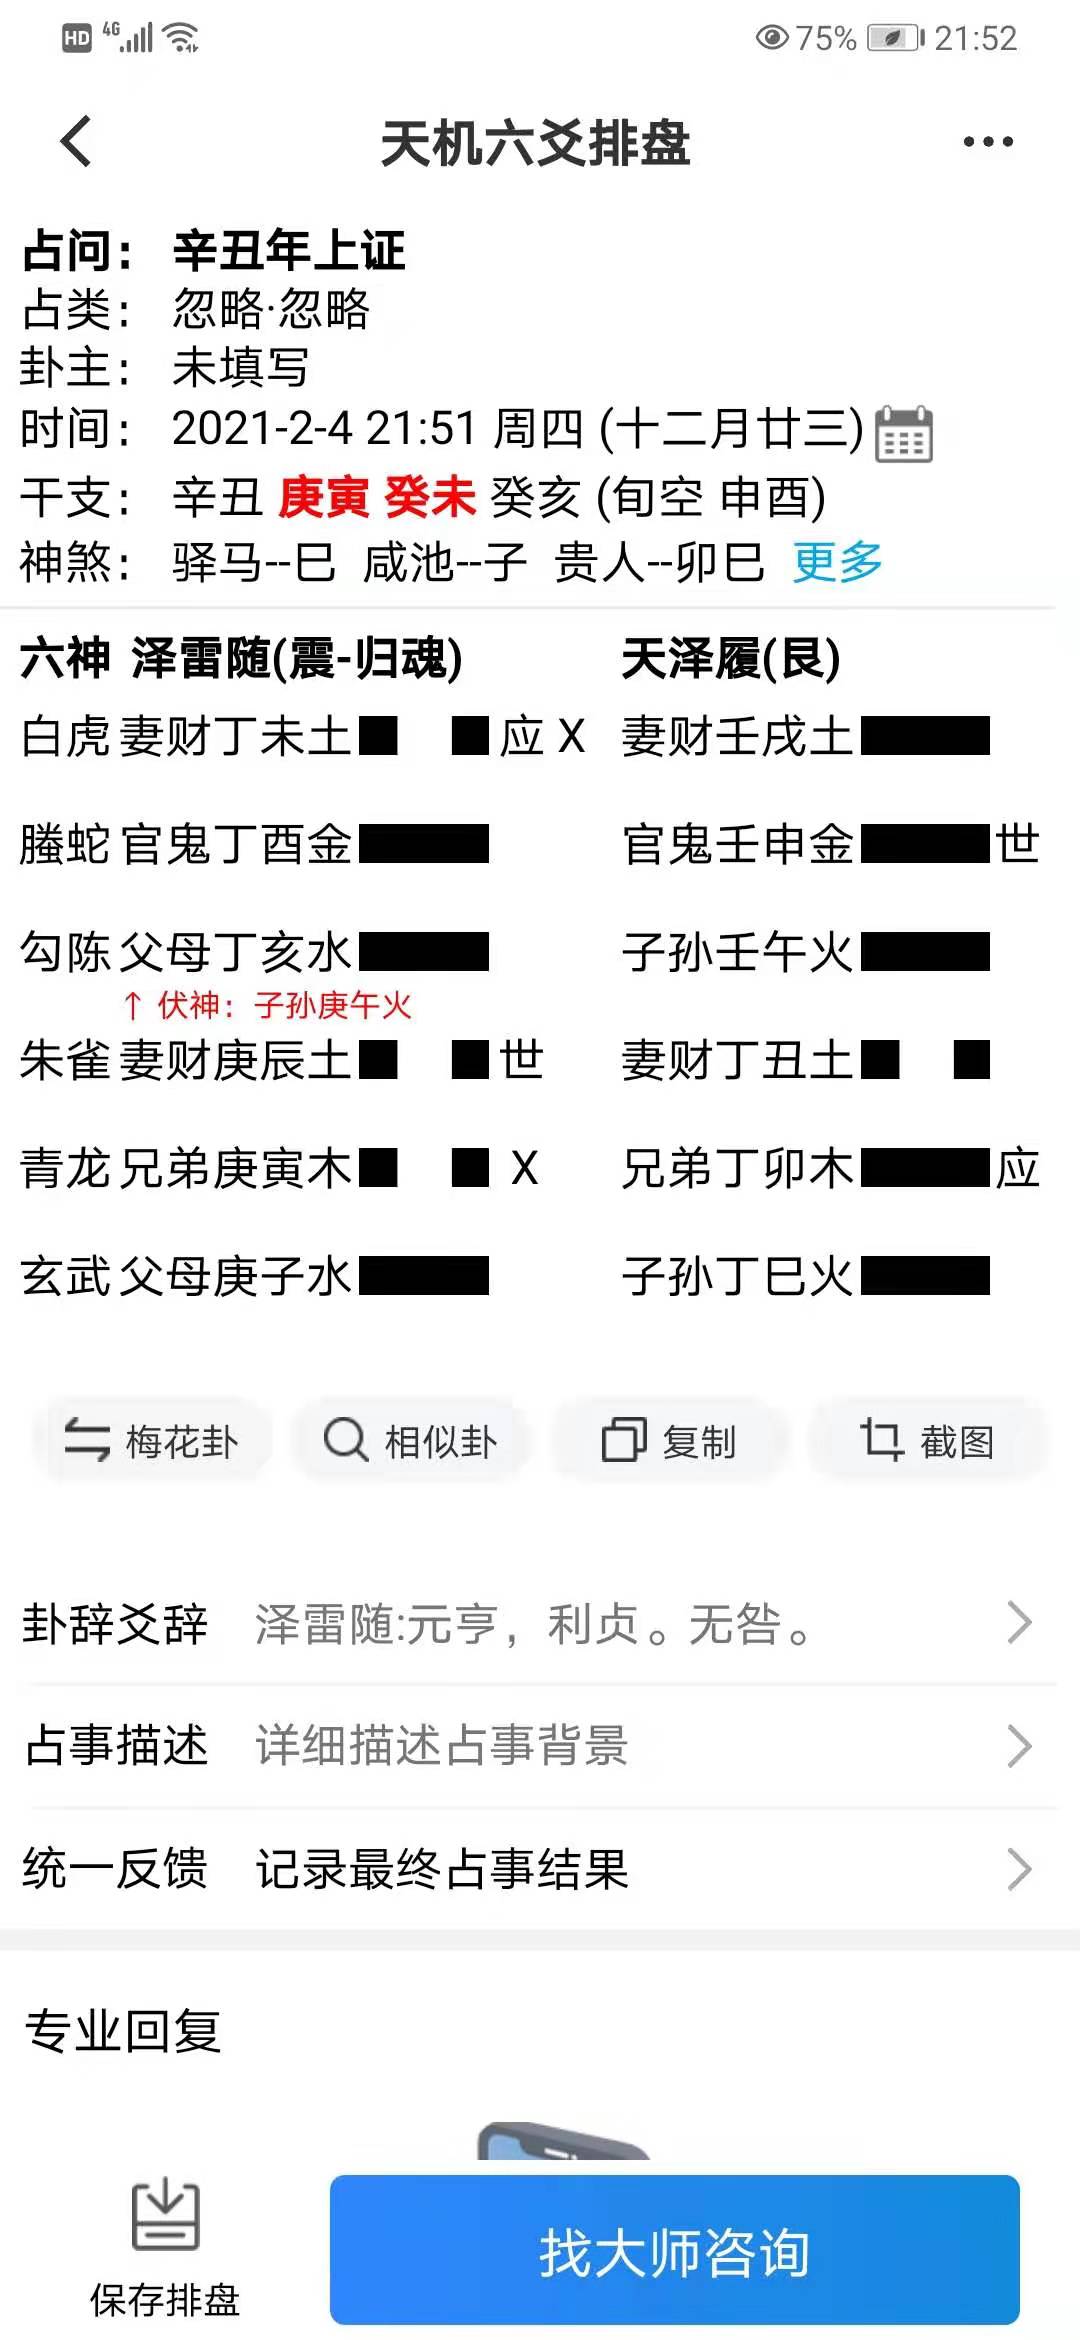 HD 4G 75% 21:52
天机六爻排盘
占问： 辛丑年上证
占类： 忽略·忽略
卦主： 未填写
时间： 2021-2-4 21:51 周四 (十二月廿三)
干支： 辛丑 庚寅 癸未 癸亥 (旬空 申酉)
神煞： 驿马--巳 咸池--子 贵人--卯巳 更多
六神 泽雷随(震-归魂) 天泽履(艮)
白虎 妻财丁未土 应 X 妻财壬戌土
螣蛇 官鬼丁酉金 官鬼壬申金 世
勾陈 父母丁亥水 子孙壬午火
↑ 伏神：子孙庚午火
朱雀 妻财庚辰土 世 妻财丁丑土
青龙 兄弟庚寅木 X 兄弟丁卯木 应
玄武 父母庚子水 子孙丁巳火
梅花卦 相似卦 复制 截图
卦辞爻辞 泽雷随:元亨，利贞。无咎。
占事描述 详细描述占事背景
统一反馈 记录最终占事结果
专业回复
保存排盘 找大师咨询